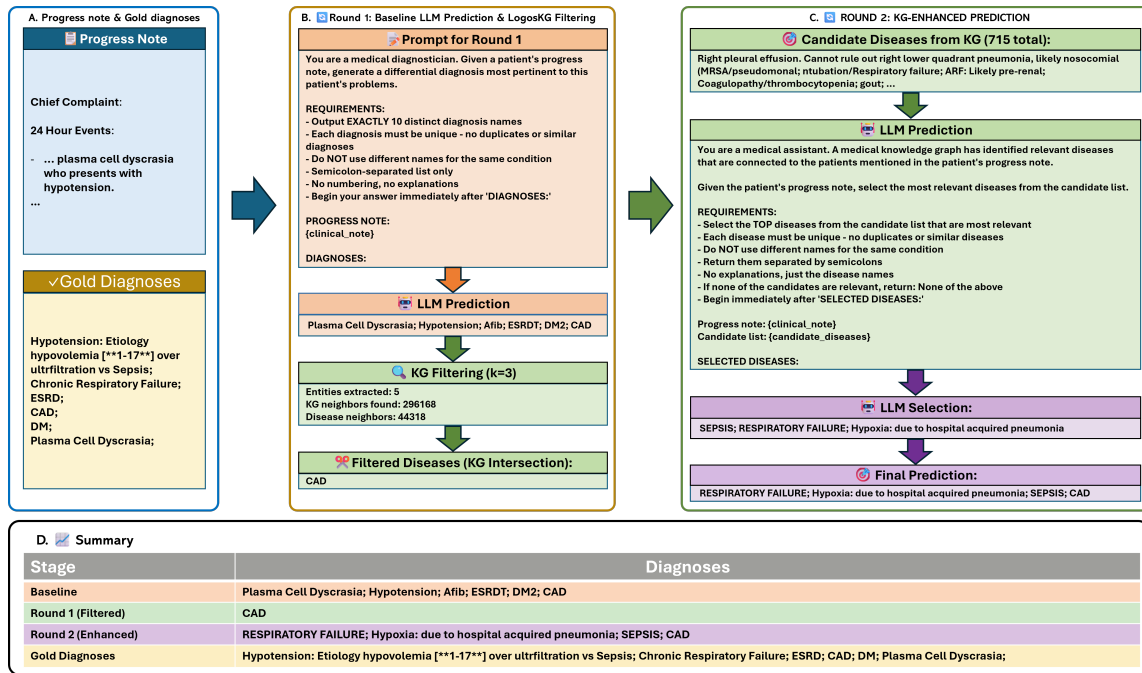 A. Progress note & Gold diagnoses
Progress Note
Chief Complaint:
24 Hour Events:
- ... plasma cell dyscrasia
who presents with
hypotension.
...
✓Gold Diagnoses
Hypotension: Etiology
hypovolemia [**1-17**] over
ultrfiltration vs Sepsis;
Chronic Respiratory Failure;
ESRD;
CAD;
DM;
Plasma Cell Dyscrasia;
B. Round 1: Baseline LLM Prediction & LogosKG Filtering
Prompt for Round 1
You are a medical diagnostician. Given a patient's progress
note, generate a differential diagnosis most pertinent to this
patient's problems.
REQUIREMENTS:
- Output EXACTLY 10 distinct diagnosis names
- Each diagnosis must be unique - no duplicates or similar
diagnoses
- Do NOT use different names for the same condition
- Semicolon-separated list only
- No numbering, no explanations
- Begin your answer immediately after 'DIAGNOSES:'
PROGRESS NOTE:
{clinical_note}
DIAGNOSES:
LLM Prediction
Plasma Cell Dyscrasia; Hypotension; Afib; ESRDT; DM2; CAD
KG Filtering (k=3)
Entities extracted: 5
KG neighbors found: 296168
Disease neighbors: 44318
Filtered Diseases (KG Intersection):
CAD
C. ROUND 2: KG-ENHANCED PREDICTION
Candidate Diseases from KG (715 total):
Right pleural effusion. Cannot rule out right lower quadrant pneumonia, likely nosocomial
(MRSA/pseudomonal; ntubation/Respiratory failure; ARF: Likely pre-renal;
Coagulopathy/thrombocytopenia; gout; ...
LLM Prediction
You are a medical assistant. A medical knowledge graph has identified relevant diseases
that are connected to the patients mentioned in the patient's progress note.
Given the patient's progress note, select the most relevant diseases from the candidate list.
REQUIREMENTS:
- Select the TOP diseases from the candidate list that are most relevant
- Each disease must be unique - no duplicates or similar diseases
- Do NOT use different names for the same condition
- Return them separated by semicolons
- No explanations, just the disease names
- If none of the candidates are relevant, return: None of the above
- Begin immediately after 'SELECTED DISEASES:'
Progress note: {clinical_note}
Candidate list: {candidate_diseases}
SELECTED DISEASES:
LLM Selection:
SEPSIS; RESPIRATORY FAILURE; Hypoxia: due to hospital acquired pneumonia
Final Prediction:
RESPIRATORY FAILURE; Hypoxia: due to hospital acquired pneumonia; SEPSIS; CAD
D. Summary
Stage Diagnoses
Baseline Plasma Cell Dyscrasia; Hypotension; Afib; ESRDT; DM2; CAD
Round 1 (Filtered) CAD
Round 2 (Enhanced) RESPIRATORY FAILURE; Hypoxia: due to hospital acquired pneumonia; SEPSIS; CAD
Gold Diagnoses Hypotension: Etiology hypovolemia [**1-17**] over ultrfiltration vs Sepsis; Chronic Respiratory Failure; ESRD; CAD; DM; Plasma Cell Dyscrasia;